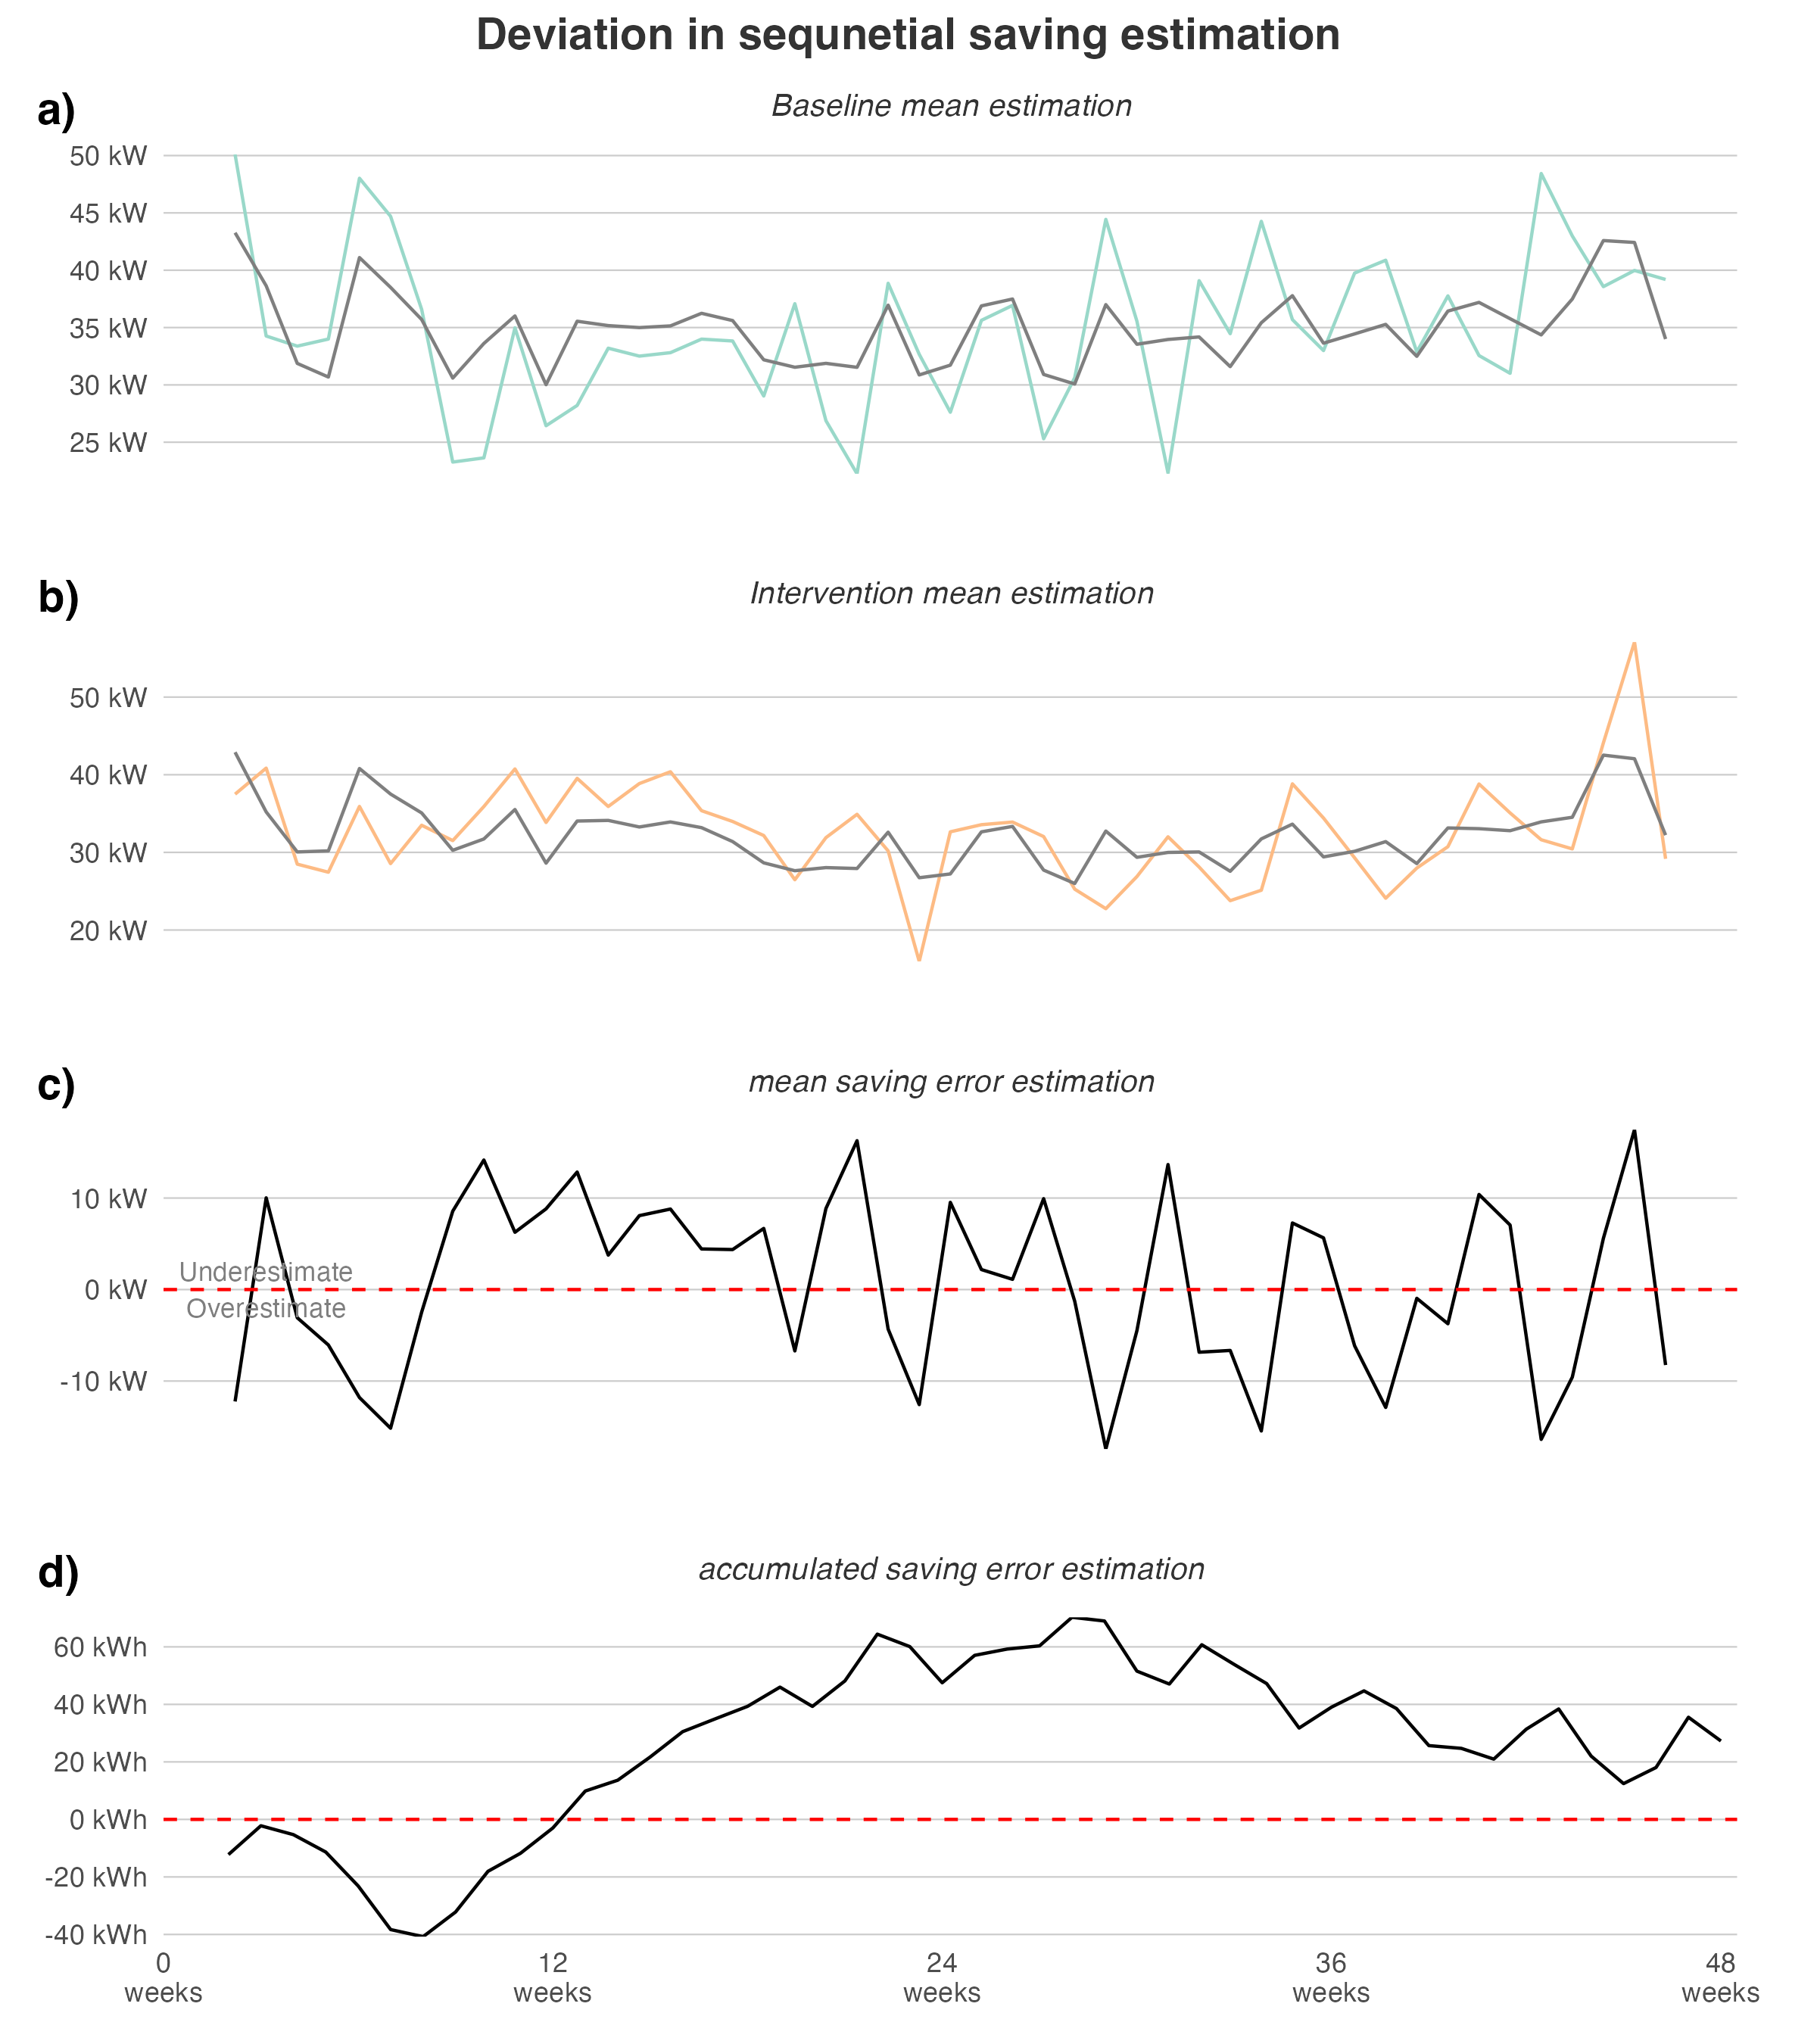 Deviation in sequnetial saving estimation
a)
Baseline mean estimation
50 kW
45 kW
40 kW
35 kW
30 kW
25 kW
b)
Intervention mean estimation
50 kW
40 kW
30 kW
20 kW
c)
mean saving error estimation
10 kW
Underestimate
0 kW
Overestimate
-10 kW
d)
accumulated saving error estimation
60 kWh
40 kWh
20 kWh
0 kWh
-20 kWh
-40 kWh
0 12 24 36 48
weeks weeks weeks weeks weeks